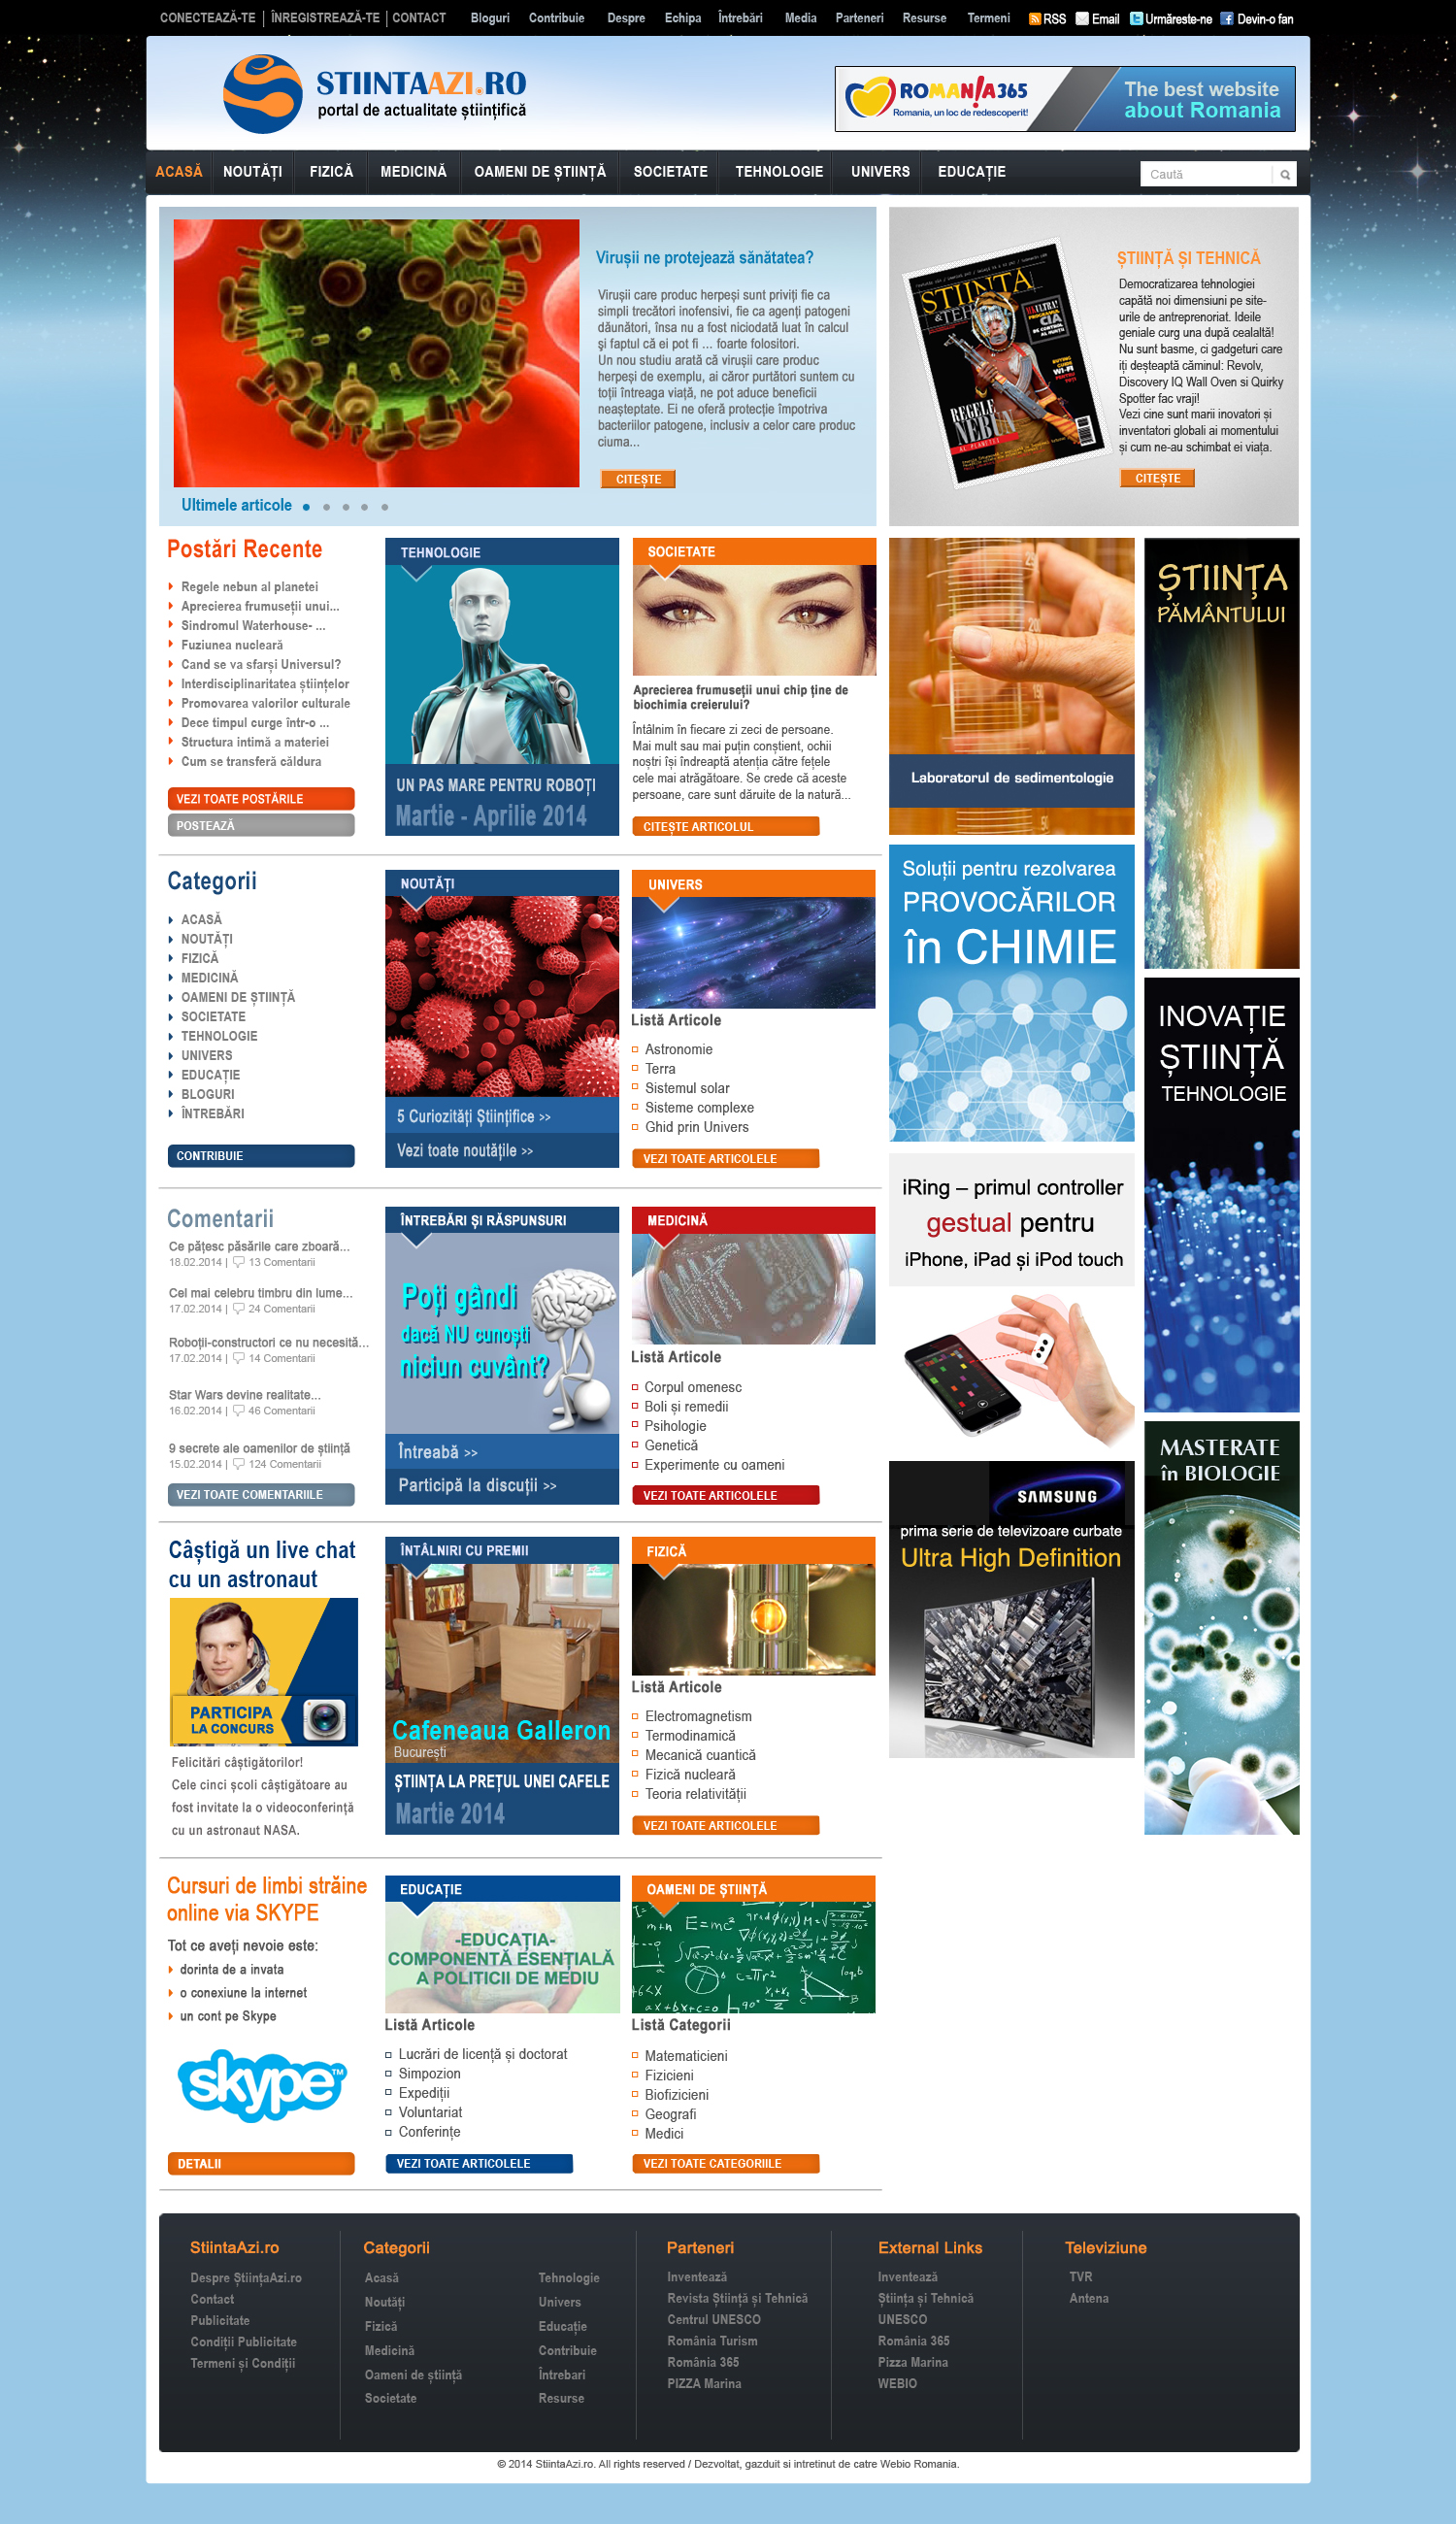 CONECTEAZĂ-TE | ÎNREGISTREAZĂ-TE | CONTACT
Bloguri Contribuie Despre Echipa Întrebări Media Parteneri Resurse Termeni
RSS Email Urmăreste-ne Devin-o fan
STIINTAAZI.RO
portal de actualitate științifică
ROMANIA365
Romania, un loc de redescoperit!
The best website
about Romania
ACASĂ NOUTĂȚI FIZICĂ MEDICINĂ OAMENI DE ȘTIINȚĂ SOCIETATE TEHNOLOGIE UNIVERS EDUCAȚIE
Caută
Virușii ne protejează sănătatea?
Virușii care produc herpeși sunt priviți fie ca
simpli trecători inofensivi, fie ca agenți patogeni
dăunători, însa nu a fost niciodată luat în calcul
și faptul că ei pot fi ... foarte folositori.
Un nou studiu arată că virușii care produc
herpeși de exemplu, ai căror purtători suntem cu
toții întreaga viață, ne pot aduce beneficii
neașteptate. Ei ne oferă protecție împotriva
bacteriilor patogene, inclusiv a celor care produc
ciuma...
CITEȘTE
Ultimele articole
ȘTIINȚĂ ȘI TEHNICĂ
Democratizarea tehnologiei
capătă noi dimensiuni pe site-
urile de antreprenoriat. Ideile
geniale curg una după cealaltă!
Nu sunt basme, ci gadgeturi care
iți deșteaptă căminul: Revolv,
Discovery IQ Wall Oven si Quirky
Spotter fac vraji!
Vezi cine sunt marii inovatori și
inventatori globali ai momentului
și cum ne-au schimbat ei viața.
CITEȘTE
ȘTIINȚĂ
&TEHNICĂ
CIA
WI-FI
REGELE
NEBUN
AL PLANETEI
Postări Recente
Regele nebun al planetei
Aprecierea frumuseții unui...
Sindromul Waterhouse- ...
Fuziunea nucleară
Cand se va sfarși Universul?
Interdisciplinaritatea științelor
Promovarea valorilor culturale
Dece timpul curge într-o ...
Structura intimă a materiei
Cum se transferă căldura
VEZI TOATE POSTĂRILE
POSTEAZĂ
TEHNOLOGIE
UN PAS MARE PENTRU ROBOȚI
Martie - Aprilie 2014
SOCIETATE
Aprecierea frumuseții unui chip ține de
biochimia creierului?
Întâlnim în fiecare zi zeci de persoane.
Mai mult sau mai puțin conștient, ochii
noștri își îndreaptă atenția către fețele
cele mai atrăgătoare. Se crede că aceste
persoane, care sunt dăruite de la natură...
CITEȘTE ARTICOLUL
Laboratorul de sedimentologie
ȘTIINȚA
PĂMÂNTULUI
Categorii
ACASĂ
NOUTĂȚI
FIZICĂ
MEDICINĂ
OAMENI DE ȘTIINȚĂ
SOCIETATE
TEHNOLOGIE
UNIVERS
EDUCAȚIE
BLOGURI
ÎNTREBĂRI
CONTRIBUIE
NOUTĂȚI
5 Curiozități Științifice >>
Vezi toate noutățile >>
UNIVERS
Listă Articole
Astronomie
Terra
Sistemul solar
Sisteme complexe
Ghid prin Univers
VEZI TOATE ARTICOLELE
Soluții pentru rezolvarea
PROVOCĂRILOR
în CHIMIE
INOVAȚIE
ȘTIINȚĂ
TEHNOLOGIE
Comentarii
Ce pățesc păsările care zboară...
18.02.2014 | 13 Comentarii
Cel mai celebru timbru din lume...
17.02.2014 | 24 Comentarii
Roboții-constructori ce nu necesită...
17.02.2014 | 14 Comentarii
Star Wars devine realitate...
16.02.2014 | 46 Comentarii
9 secrete ale oamenilor de știință
15.02.2014 | 124 Comentarii
VEZI TOATE COMENTARIILE
ÎNTREBĂRI ȘI RĂSPUNSURI
Poți gândi
dacă NU cunoști
niciun cuvânt?
Întreabă >>
Participă la discuții >>
MEDICINĂ
Listă Articole
Corpul omenesc
Boli și remedii
Psihologie
Genetică
Experimente cu oameni
VEZI TOATE ARTICOLELE
iRing – primul controller
gestual pentru
iPhone, iPad și iPod touch
SAMSUNG
prima serie de televizoare curbate
Ultra High Definition
MASTERATE
în BIOLOGIE
Câștigă un live chat
cu un astronaut
PARTICIPA
LA CONCURS
Felicitări câștigătorilor!
Cele cinci școli câștigătoare au
fost invitate la o videoconferință
cu un astronaut NASA.
ÎNTÂLNIRI CU PREMII
Cafeneaua Galleron
București
ȘTIINȚA LA PREȚUL UNEI CAFELE
Martie 2014
FIZICĂ
Listă Articole
Electromagnetism
Termodinamică
Mecanică cuantică
Fizică nucleară
Teoria relativității
VEZI TOATE ARTICOLELE
Cursuri de limbi străine
online via SKYPE
Tot ce aveți nevoie este:
dorinta de a invata
o conexiune la internet
un cont pe Skype
skype™
DETALII
EDUCAȚIE
-EDUCAȚIA-
COMPONENTĂ ESENȚIALĂ
A POLITICII DE MEDIU
Listă Articole
Lucrări de licență și doctorat
Simpozion
Expediții
Voluntariat
Conferințe
VEZI TOATE ARTICOLELE
OAMENI DE ȘTIINȚĂ
E=mc²
c=πr²
Listă Categorii
Matematicieni
Fizicieni
Biofizicieni
Geografi
Medici
VEZI TOATE CATEGORIILE
StiintaAzi.ro
Despre ȘtiințaAzi.ro
Contact
Publicitate
Condiții Publicitate
Termeni și Condiții
Categorii
Acasă
Noutăți
Fizică
Medicină
Oameni de știință
Societate
Tehnologie
Univers
Educație
Contribuie
Întrebari
Resurse
Parteneri
Inventează
Revista Știință și Tehnică
Centrul UNESCO
România Turism
România 365
PIZZA Marina
External Links
Inventează
Știința și Tehnică
UNESCO
România 365
Pizza Marina
WEBIO
Televiziune
TVR
Antena
© 2014 StiintaAzi.ro. All rights reserved / Dezvoltat, gazduit si intretinut de catre Webio Romania.